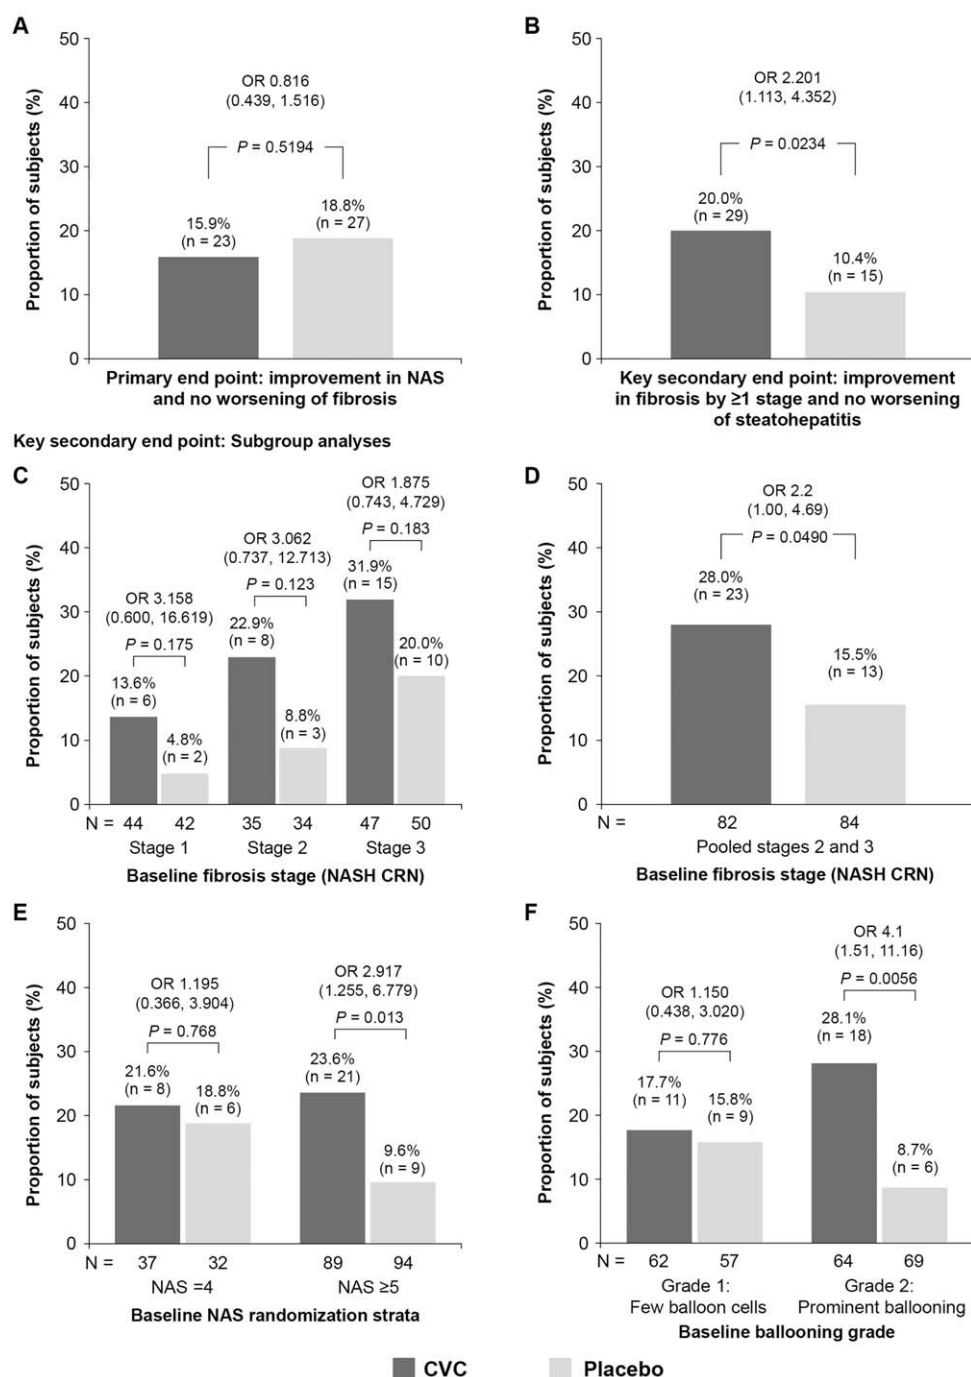 A
Proportion of subjects (%)
50
40
30
20
10
0
OR 0.816
(0.439, 1.516)
P = 0.5194
15.9%
(n = 23)
18.8%
(n = 27)
Primary end point: improvement in NAS
and no worsening of fibrosis
B
Proportion of subjects (%)
50
40
30
20
10
0
OR 2.201
(1.113, 4.352)
P = 0.0234
20.0%
(n = 29)
10.4%
(n = 15)
Key secondary end point: improvement
in fibrosis by ≥1 stage and no worsening
of steatohepatitis
Key secondary end point: Subgroup analyses
C
Proportion of subjects (%)
50
40
30
20
10
0
OR 3.158
(0.600, 16.619)
P = 0.175
13.6%
(n = 6)
4.8%
(n = 2)
OR 3.062
(0.737, 12.713)
P = 0.123
22.9%
(n = 8)
8.8%
(n = 3)
OR 1.875
(0.743, 4.729)
P = 0.183
31.9%
(n = 15)
20.0%
(n = 10)
N = 44 42 35 34 47 50
Stage 1 Stage 2 Stage 3
Baseline fibrosis stage (NASH CRN)
D
Proportion of subjects (%)
50
40
30
20
10
0
OR 2.2
(1.00, 4.69)
P = 0.0490
28.0%
(n = 23)
15.5%
(n = 13)
N = 82 84
Pooled stages 2 and 3
Baseline fibrosis stage (NASH CRN)
E
Proportion of subjects (%)
50
40
30
20
10
0
OR 1.195
(0.366, 3.904)
P = 0.768
21.6%
(n = 8)
18.8%
(n = 6)
OR 2.917
(1.255, 6.779)
P = 0.013
23.6%
(n = 21)
9.6%
(n = 9)
N = 37 32 89 94
NAS =4 NAS ≥5
Baseline NAS randomization strata
F
Proportion of subjects (%)
50
40
30
20
10
0
OR 1.150
(0.438, 3.020)
P = 0.776
17.7%
(n = 11)
15.8%
(n = 9)
OR 4.1
(1.51, 11.16)
P = 0.0056
28.1%
(n = 18)
8.7%
(n = 6)
N = 62 57 64 69
Grade 1: Grade 2:
Few balloon cells Prominent ballooning
Baseline ballooning grade
CVC Placebo